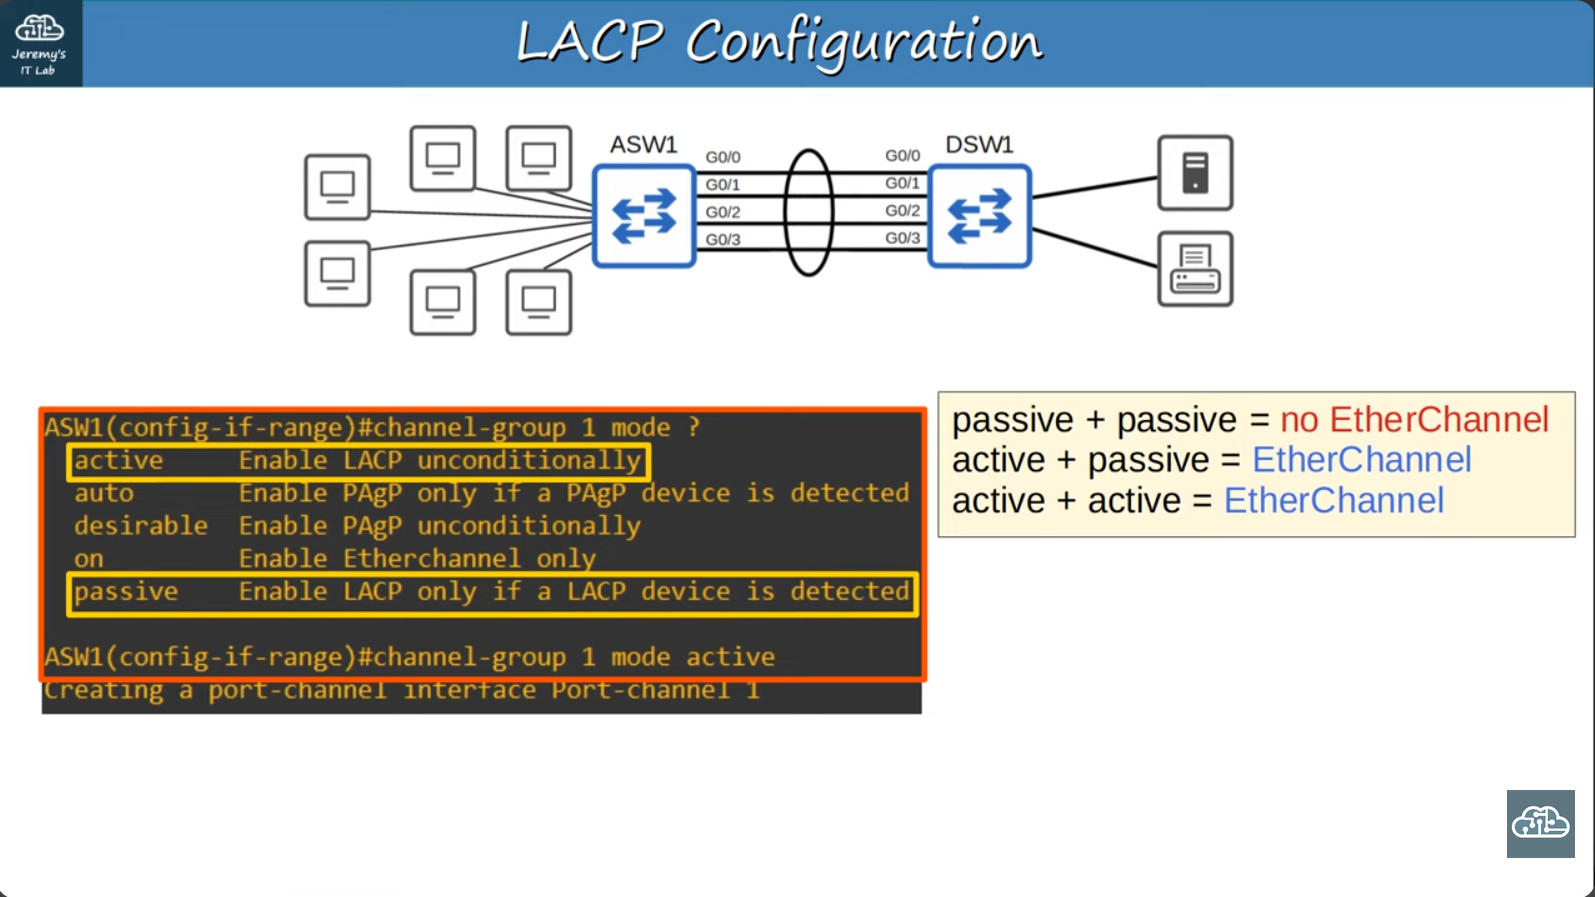 Jeremy's
IT Lab
LACP Configuration
ASW1
DSW1
G0/0
G0/0
G0/1
G0/1
G0/2
G0/2
G0/3
G0/3
ASW1(config-if-range)#channel-group 1 mode ?
active Enable LACP unconditionally
auto Enable PAgP only if a PAgP device is detected
desirable Enable PAgP unconditionally
on Enable Etherchannel only
passive Enable LACP only if a LACP device is detected
ASW1(config-if-range)#channel-group 1 mode active
Creating a port-channel interface Port-channel 1
passive + passive = no EtherChannel
active + passive = EtherChannel
active + active = EtherChannel